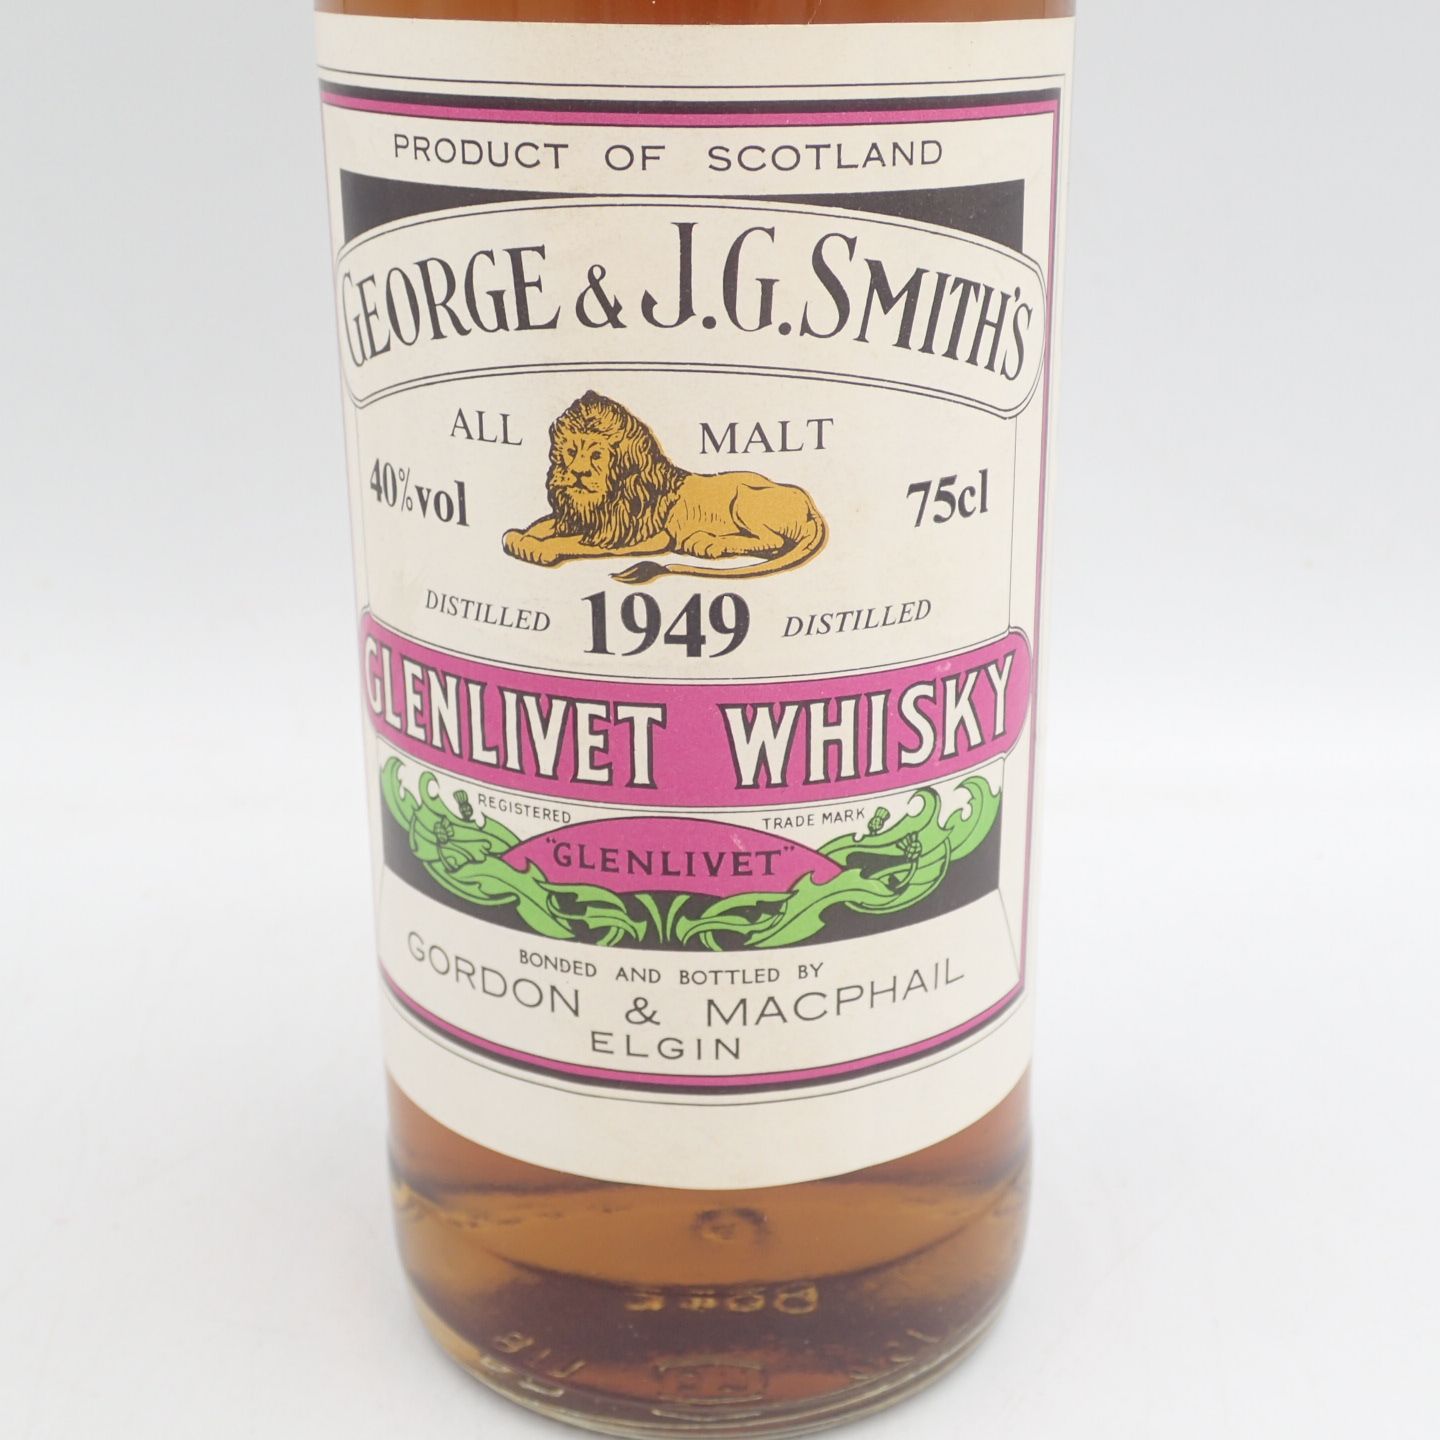 PRODUCT OF SCOTLAND
GEORGE & J.G. SMITH'S
ALL MALT
40%vol 75cl
DISTILLED 1949 DISTILLED
GLENLIVET WHISKY
REGISTERED TRADE MARK
"GLENLIVET"
BONDED AND BOTTLED BY
GORDON & MACPHAIL
ELGIN